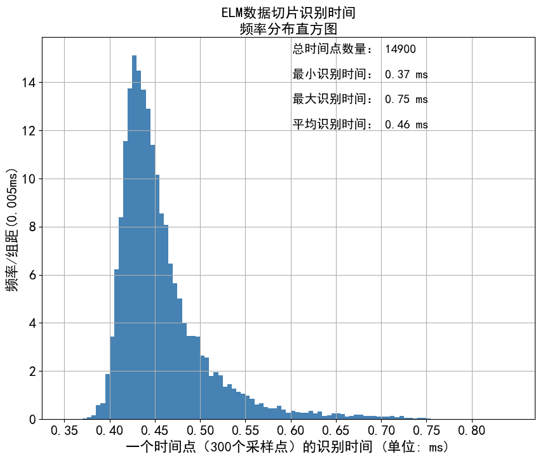 ELM数据切片识别时间
频率分布直方图
总时间点数量: 14900
最小识别时间: 0.37 ms
最大识别时间: 0.75 ms
平均识别时间: 0.46 ms
频率/组距(0.005ms)
14
12
10
8
6
4
2
0
0.35 0.40 0.45 0.50 0.55 0.60 0.65 0.70 0.75 0.80
一个时间点（300个采样点）的识别时间 (单位: ms)